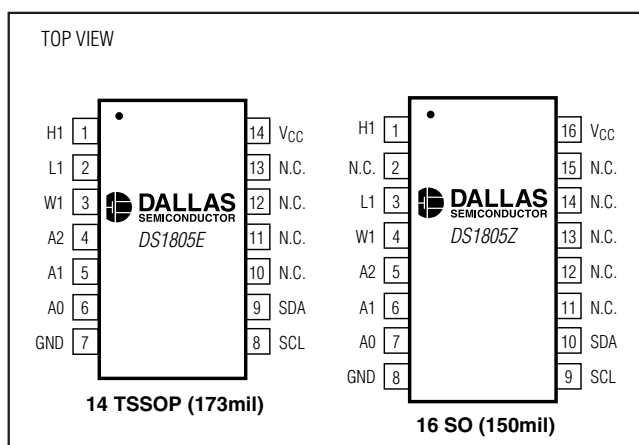 TOP VIEW
H1 1
L1 2
W1 3
A2 4
A1 5
A0 6
GND 7
14 VCC
13 N.C.
12 N.C.
11 N.C.
10 N.C.
9 SDA
8 SCL
DALLAS
SEMICONDUCTOR
DS1805E
14 TSSOP (173mil)
H1 1
N.C. 2
L1 3
W1 4
A2 5
A1 6
A0 7
GND 8
16 VCC
15 N.C.
14 N.C.
13 N.C.
12 N.C.
11 N.C.
10 SDA
9 SCL
DALLAS
SEMICONDUCTOR
DS1805Z
16 SO (150mil)